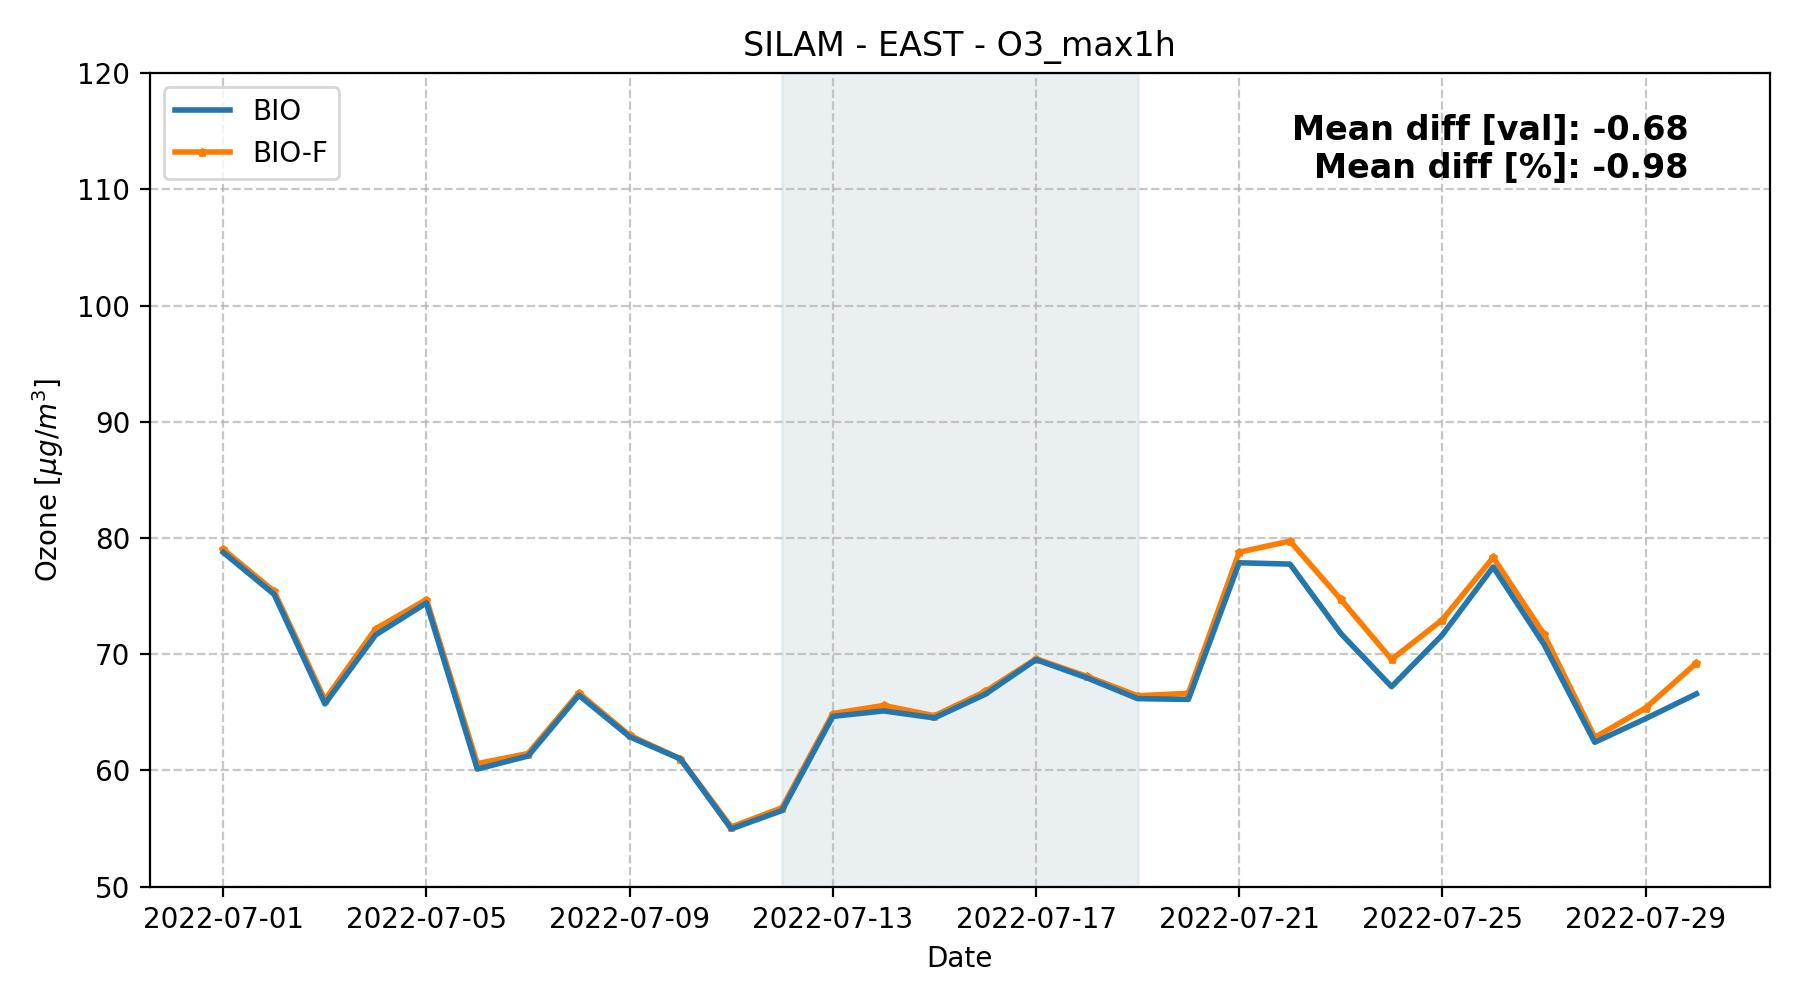 SILAM - EAST - O3_max1h
BIO
BIO-F
Mean diff [val]: -0.68
Mean diff [%]: -0.98
120
110
100
90
80
70
60
50
Ozone [μg/m³]
2022-07-01 2022-07-05 2022-07-09 2022-07-13 2022-07-17 2022-07-21 2022-07-25 2022-07-29
Date